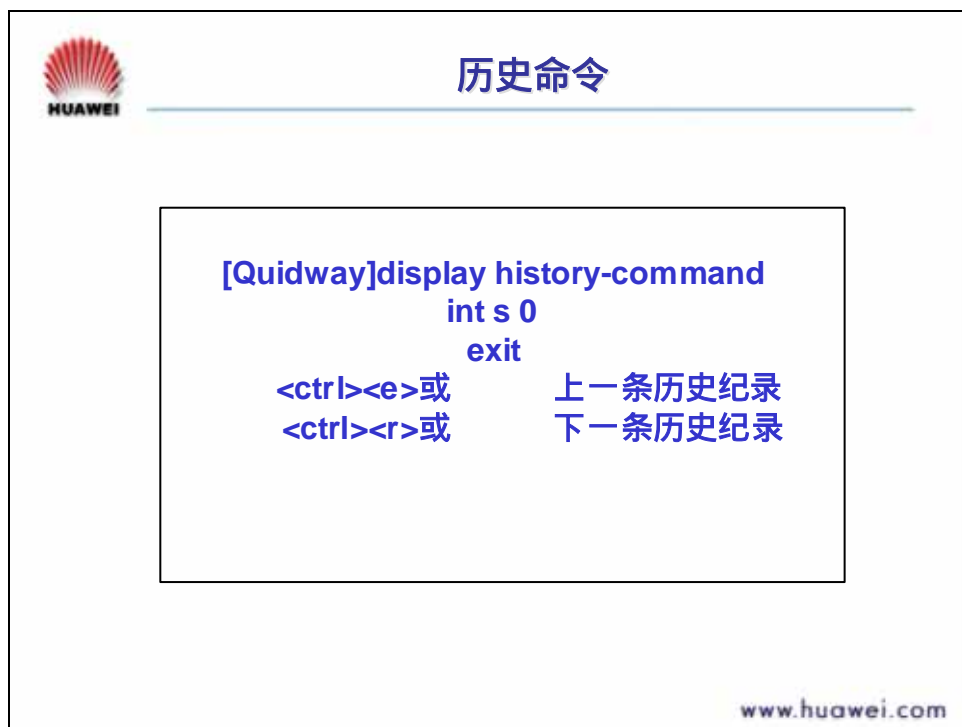 HUAWEI
历史命令
[Quidway]display history-command
int s 0
exit
<ctrl><e>或 上一条历史纪录
<ctrl><r>或 下一条历史纪录
www.huawei.com